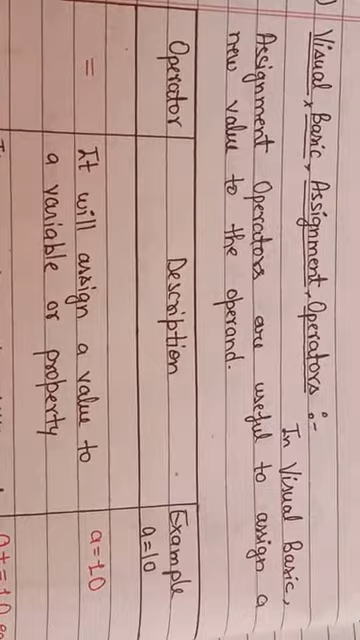 Visual Basic Assignment Operators :-
In Visual Basic,
Assignment Operators are useful to assign a
new value to the operand.
Operator Description Example
a=10
= It will assign a value to a=10
a variable or property